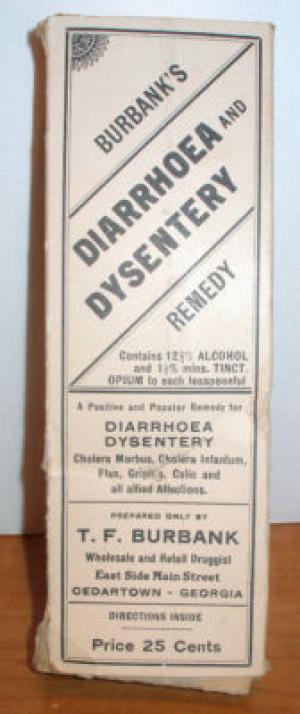 BURBANK'S
DIARRHOEA AND
DYSENTERY
REMEDY
Contains 12½% ALCOHOL
and 1½% mins. TINCT.
OPIUM to each teaspoonful
A Positive and Popular Remedy for
DIARRHOEA
DYSENTERY
Cholera Morbus, Cholera Infantum,
Flux, Griping, Colic and
all allied Affections.
PREPARED ONLY BY
T. F. BURBANK
Wholesale and Retail Druggist
East Side Main Street
CEDARTOWN - GEORGIA
DIRECTIONS INSIDE
Price 25 Cents